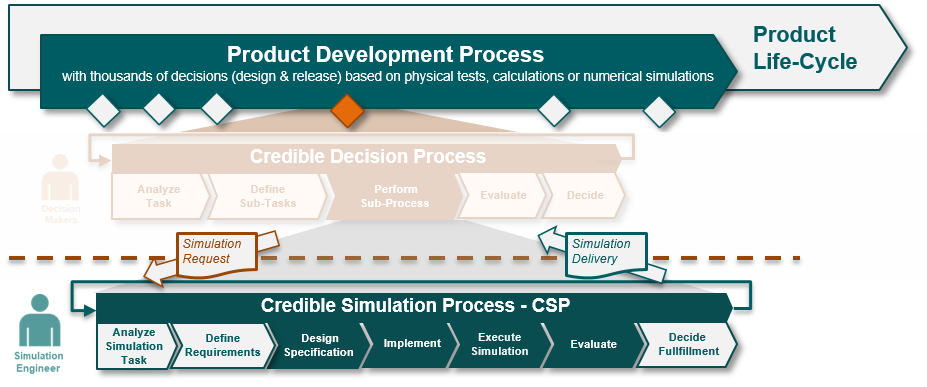 Product
Life-Cycle
Product Development Process
with thousands of decisions (design & release) based on physical tests, calculations or numerical simulations
Credible Decision Process
Decision
Makers
Analyze
Task
Define
Sub-Tasks
Perform
Sub-Process
Evaluate
Decide
Simulation
Request
Simulation
Delivery
Credible Simulation Process - CSP
Simulation
Engineer
Analyze
Simulation
Task
Define
Requirements
Design
Specification
Implement
Execute
Simulation
Evaluate
Decide
Fullfillment